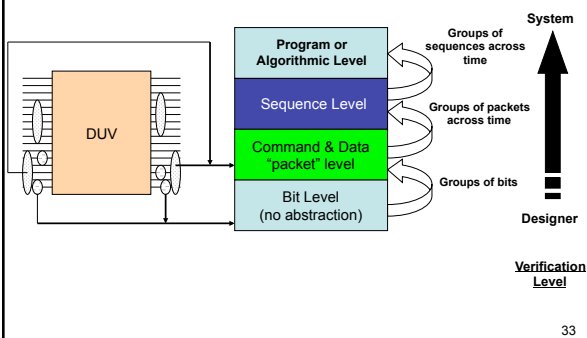 DUV
Program or
Algorithmic Level
Sequence Level
Command & Data
"packet" level
Bit Level
(no abstraction)
Groups of
sequences across
time
Groups of packets
across time
Groups of bits
System
Designer
Verification
Level
33